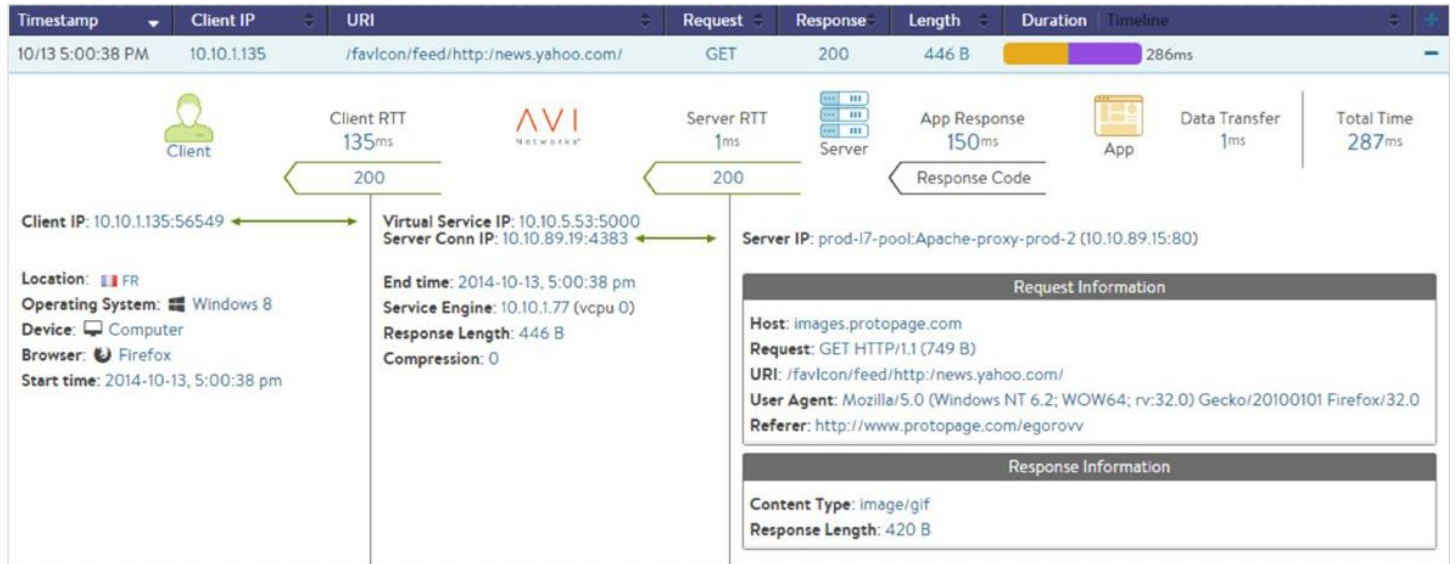 Timestamp Client IP URI Request Response Length Duration Timeline +
10/13 5:00:38 PM 10.10.1.135 /favIcon/feed/http:/news.yahoo.com/ GET 200 446 B 286ms
Client RTT Server RTT App Response Data Transfer Total Time
AVI
Networks
135ms 1ms 150ms 1ms 287ms
Client Server App
200 200 Response Code
Client IP: 10.10.1.135:56549
Location: FR
Operating System: Windows 8
Device: Computer
Browser: Firefox
Start time: 2014-10-13, 5:00:38 pm
Virtual Service IP: 10.10.5.53:5000
Server Conn IP: 10.10.89.19:4383
End time: 2014-10-13, 5:00:38 pm
Service Engine: 10.10.1.77 (vcpu 0)
Response Length: 446 B
Compression: 0
Server IP: prod-l7-pool:Apache-proxy-prod-2 (10.10.89.15:80)
Request Information
Host: images.protopage.com
Request: GET HTTP/1.1 (749 B)
URI: /favIcon/feed/http:/news.yahoo.com/
User Agent: Mozilla/5.0 (Windows NT 6.2; WOW64; rv:32.0) Gecko/20100101 Firefox/32.0
Referer: http://www.protopage.com/egorovv
Response Information
Content Type: image/gif
Response Length: 420 B